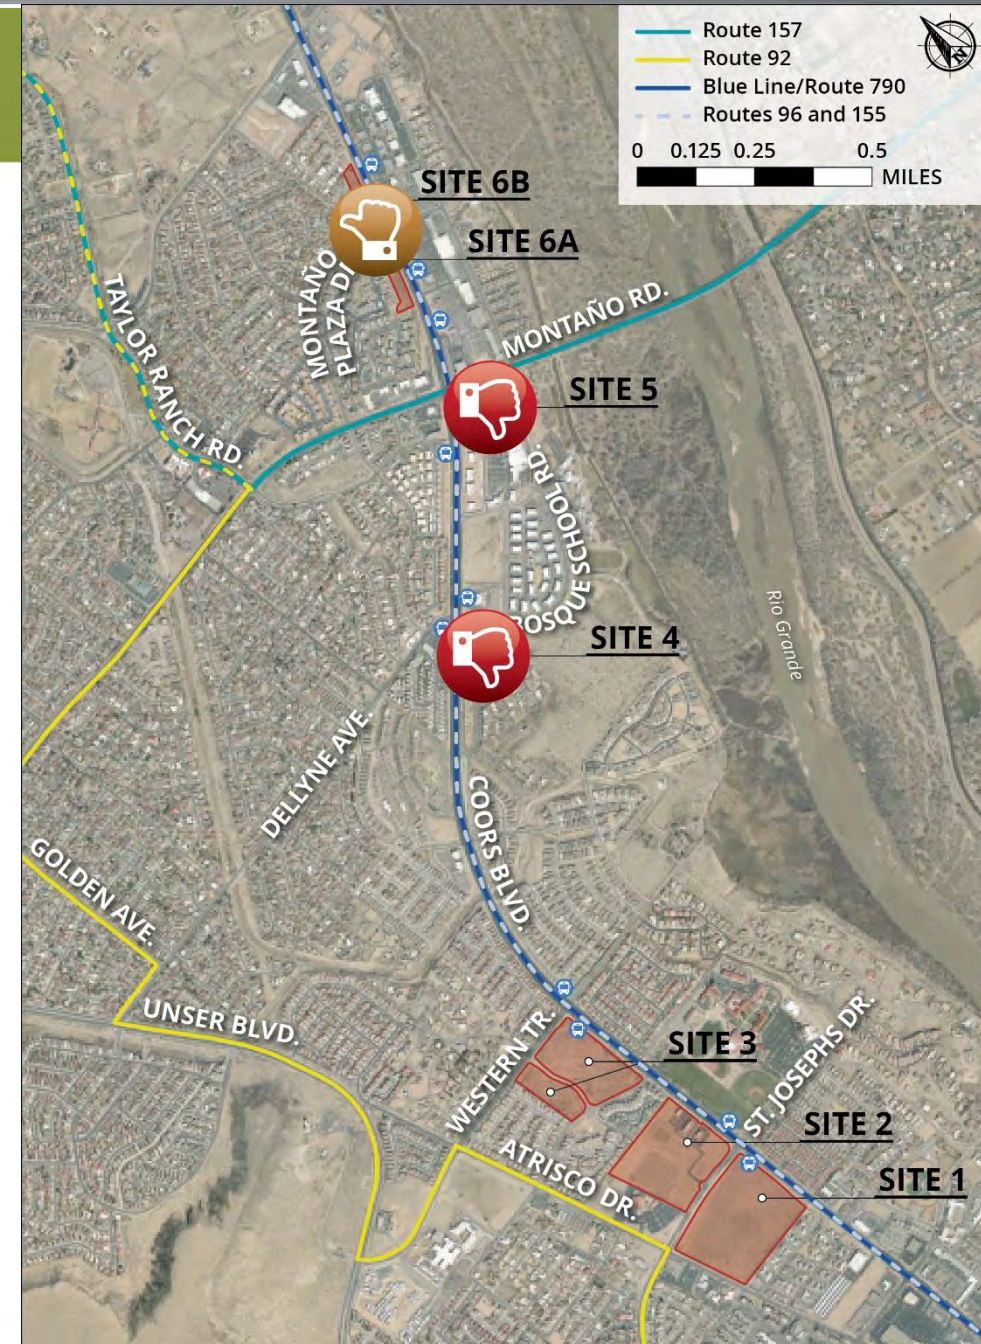 Route 157
Route 92
Blue Line/Route 790
Routes 96 and 155
0 0.125 0.25 0.5
MILES
N
SITE 6B
SITE 6A
MONTAÑO
PLAZA D
TAYLOR RANCH RD.
MONTAÑO RD.
SITE 5
BOSQUE SCHOOL RD.
SITE 4
Rio Grande
DELLYNE AVE.
COORS BLVD.
GOLDEN AVE.
UNSER BLVD.
WESTERN TR.
SITE 3
ST. JOSEPHS DR.
SITE 2
ATRISCO DR.
SITE 1